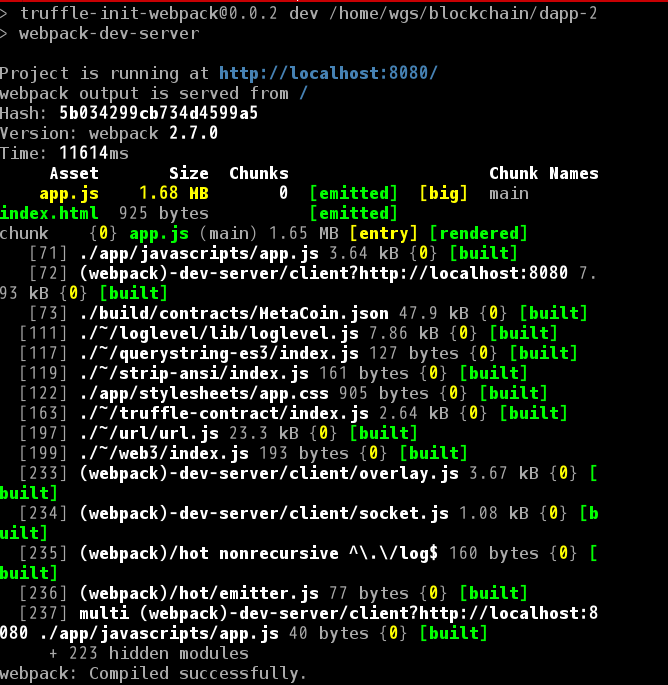 > truffle-init-webpack@0.0.2 dev /home/wgs/blockchain/dapp-2
> webpack-dev-server
Project is running at http://localhost:8080/
webpack output is served from /
Hash: 5b034299cb734d4599a5
Version: webpack 2.7.0
Time: 11614ms
Asset Size Chunks Chunk Names
app.js 1.68 MB 0 [emitted] [big] main
index.html 925 bytes [emitted]
chunk {0} app.js (main) 1.65 MB [entry] [rendered]
[71] ./app/javascripts/app.js 3.64 kB {0} [built]
[72] (webpack)-dev-server/client?http://localhost:8080 7.
93 kB {0} [built]
[73] ./build/contracts/MetaCoin.json 47.9 kB {0} [built]
[111] ./~/loglevel/lib/loglevel.js 7.86 kB {0} [built]
[117] ./~/querystring-es3/index.js 127 bytes {0} [built]
[119] ./~/strip-ansi/index.js 161 bytes {0} [built]
[122] ./app/stylesheets/app.css 905 bytes {0} [built]
[163] ./~/truffle-contract/index.js 2.64 kB {0} [built]
[197] ./~/url/url.js 23.3 kB {0} [built]
[199] ./~/web3/index.js 193 bytes {0} [built]
[233] (webpack)-dev-server/client/overlay.js 3.67 kB {0} [
built]
[234] (webpack)-dev-server/client/socket.js 1.08 kB {0} [b
uilt]
[235] (webpack)/hot nonrecursive ^\.\/log$ 160 bytes {0} [
built]
[236] (webpack)/hot/emitter.js 77 bytes {0} [built]
[237] multi (webpack)-dev-server/client?http://localhost:8
080 ./app/javascripts/app.js 40 bytes {0} [built]
+ 223 hidden modules
webpack: Compiled successfully.